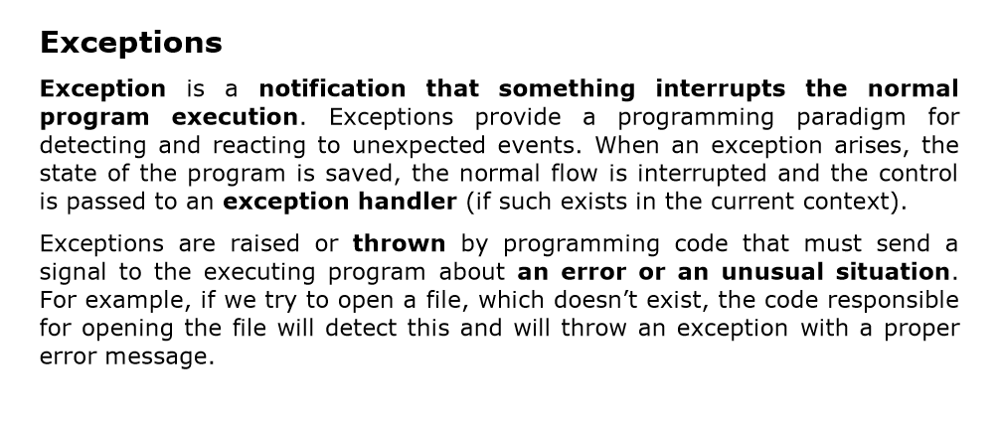 Exceptions
Exception is a notification that something interrupts the normal
program execution. Exceptions provide a programming paradigm for
detecting and reacting to unexpected events. When an exception arises, the
state of the program is saved, the normal flow is interrupted and the control
is passed to an exception handler (if such exists in the current context).
Exceptions are raised or thrown by programming code that must send a
signal to the executing program about an error or an unusual situation.
For example, if we try to open a file, which doesn’t exist, the code responsible
for opening the file will detect this and will throw an exception with a proper
error message.